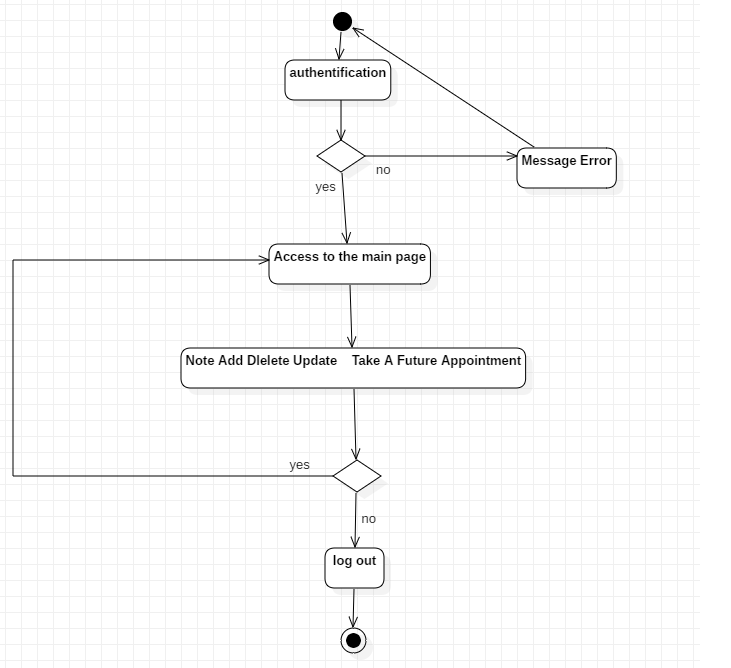 authentification
no
Message Error
yes
Access to the main page
Note Add Dlelete Update    Take A Future Appointment
yes
no
log out